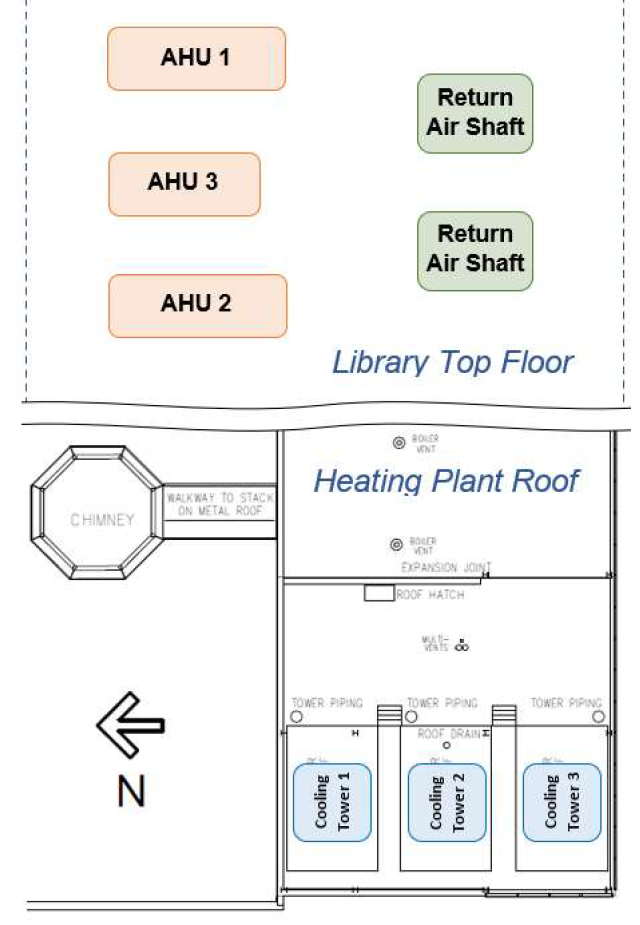 AHU 1
Return
Air Shaft
AHU 3
Return
Air Shaft
AHU 2
Library Top Floor
BOILER
VENT
Heating Plant Roof
WALKWAY TO STACK
ON METAL ROOF
CHIMNEY
BOILER
VENT
EXPANSION JOINT
ROOF HATCH
MULTI-
VENTS
TOWER PIPING
TOWER PIPING
TOWER PIPING
ROOF DRAIN
N
Cooling
Tower 1
Cooling
Tower 2
Cooling
Tower 3